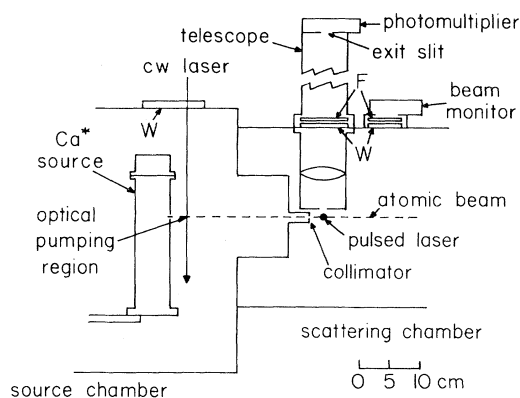 photomultiplier
telescope
exit slit
cw laser
F
beam
monitor
W
W
Ca*
source
atomic beam
optical
pumping
region
pulsed laser
collimator
scattering chamber
0 5 10 cm
source chamber